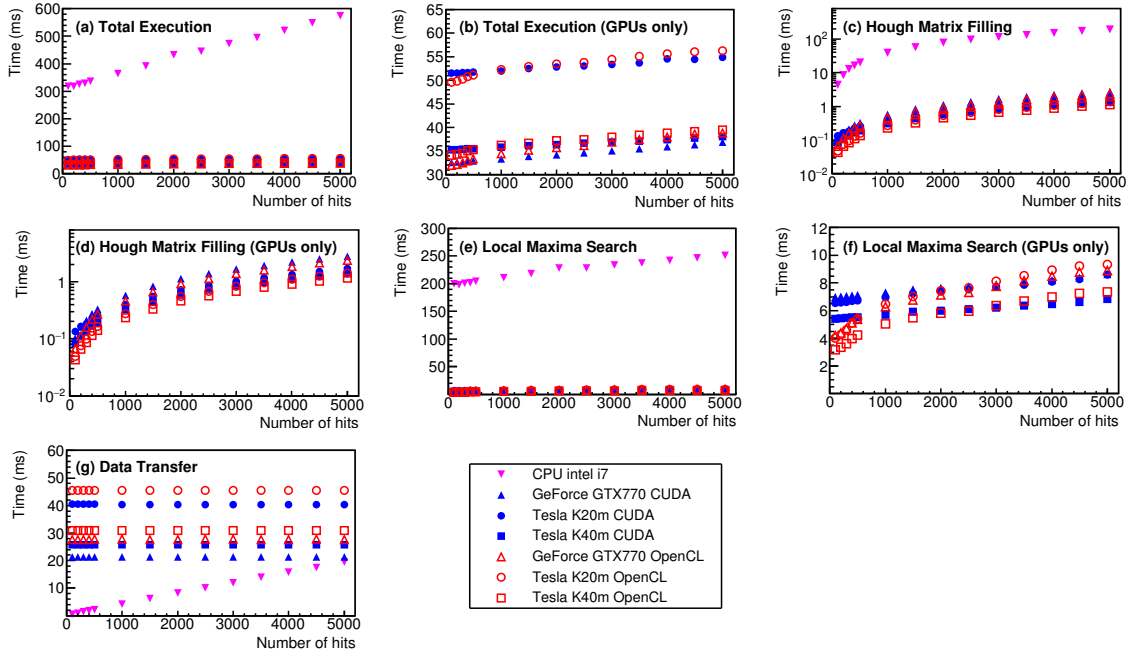 (a) Total Execution
Time (ms)
600
500
400
300
200
100
0
0 1000 2000 3000 4000 5000
Number of hits
(b) Total Execution (GPUs only)
Time (ms)
65
60
55
50
45
40
35
30
0 1000 2000 3000 4000 5000
Number of hits
(c) Hough Matrix Filling
Time (ms)
10²
10
1
10⁻¹
10⁻²
0 1000 2000 3000 4000 5000
Number of hits
(d) Hough Matrix Filling (GPUs only)
Time (ms)
1
10⁻¹
10⁻²
0 1000 2000 3000 4000 5000
Number of hits
(e) Local Maxima Search
Time (ms)
300
250
200
150
100
50
0 1000 2000 3000 4000 5000
Number of hits
(f) Local Maxima Search (GPUs only)
Time (ms)
12
10
8
6
4
2
0 1000 2000 3000 4000 5000
Number of hits
(g) Data Transfer
Time (ms)
60
50
40
30
20
10
0
0 1000 2000 3000 4000 5000
Number of hits
CPU intel i7
GeForce GTX770 CUDA
Tesla K20m CUDA
Tesla K40m CUDA
GeForce GTX770 OpenCL
Tesla K20m OpenCL
Tesla K40m OpenCL